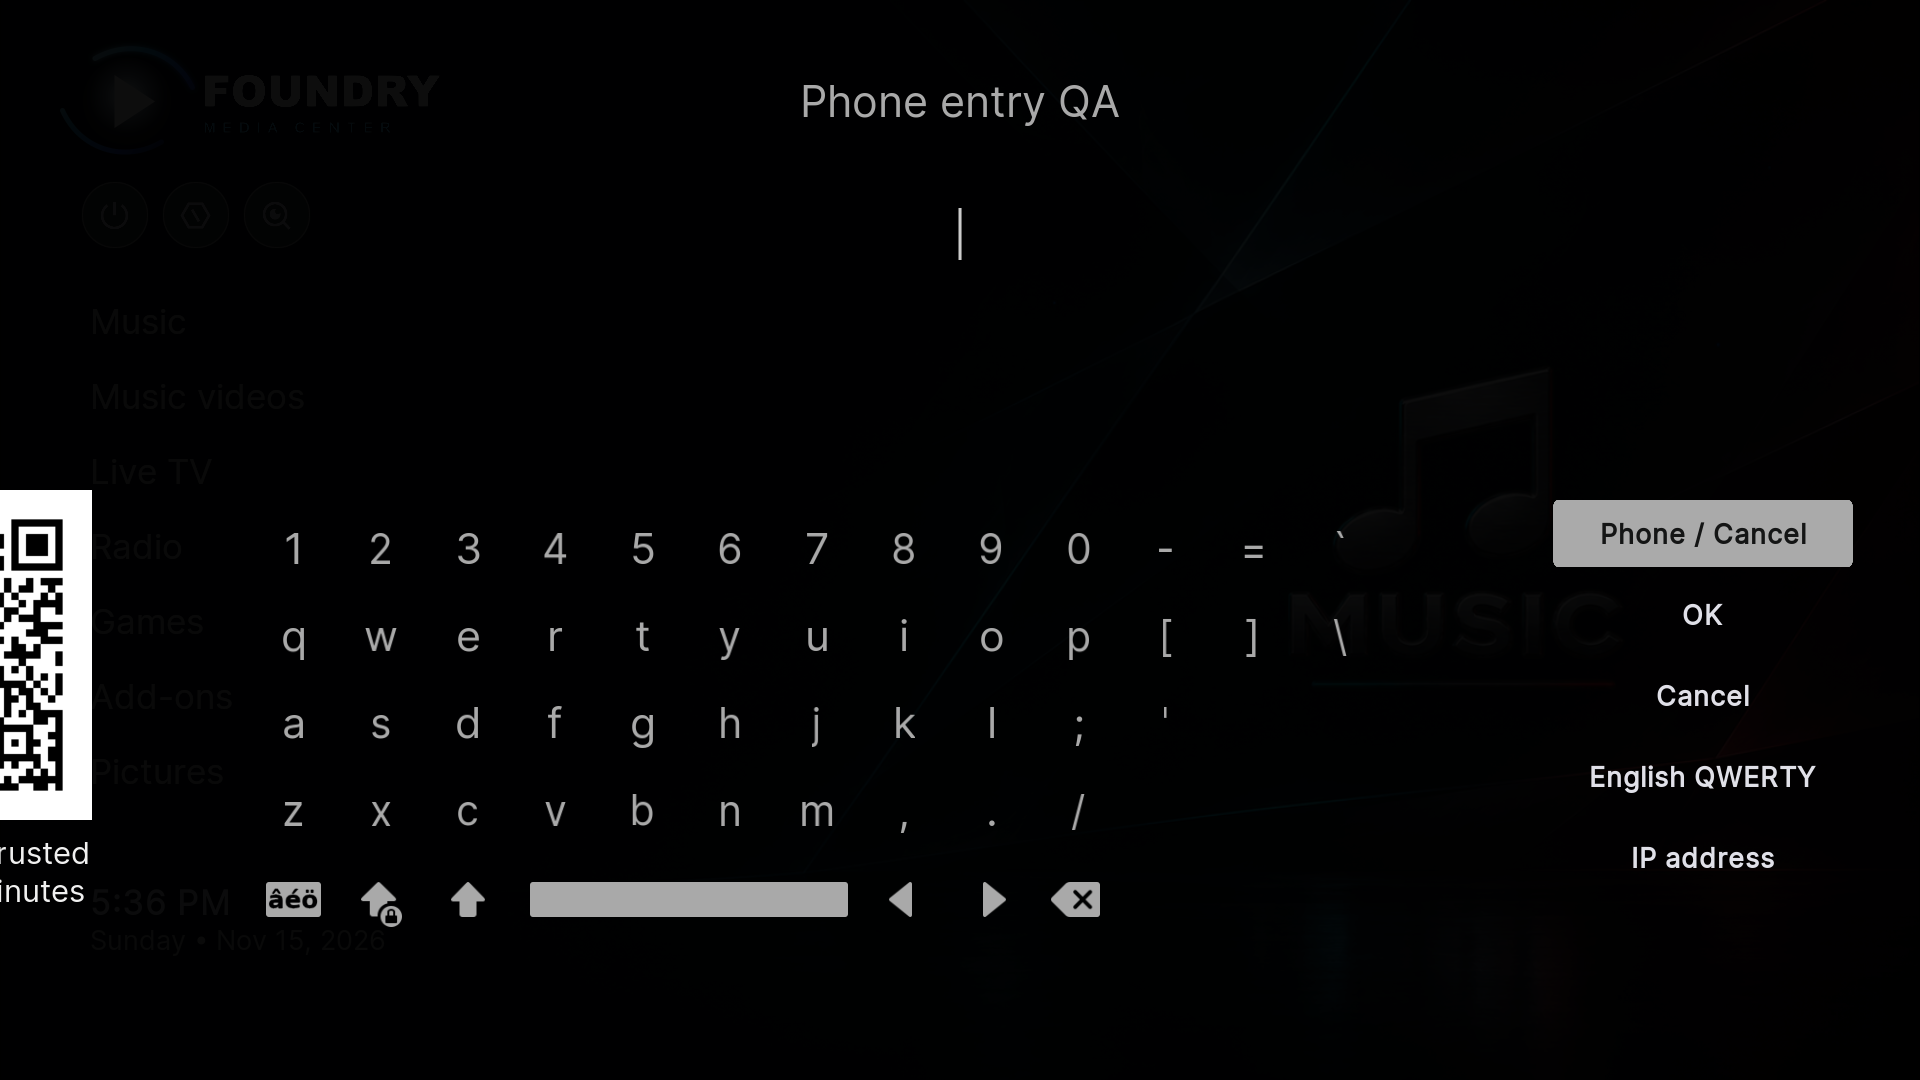 FOUNDRY
MEDIA CENTER
Phone entry QA
Music
Music videos
Live TV
Radio
Games
Add-ons
Pictures
rusted
inutes
5:36 PM
Sunday • Nov 15, 2026
1 2 3 4 5 6 7 8 9 0 - = `
q w e r t y u i o p [ ] \
a s d f g h j k l ; '
z x c v b n m , . /
âéö
MUSIC
Phone / Cancel
OK
Cancel
English QWERTY
IP address